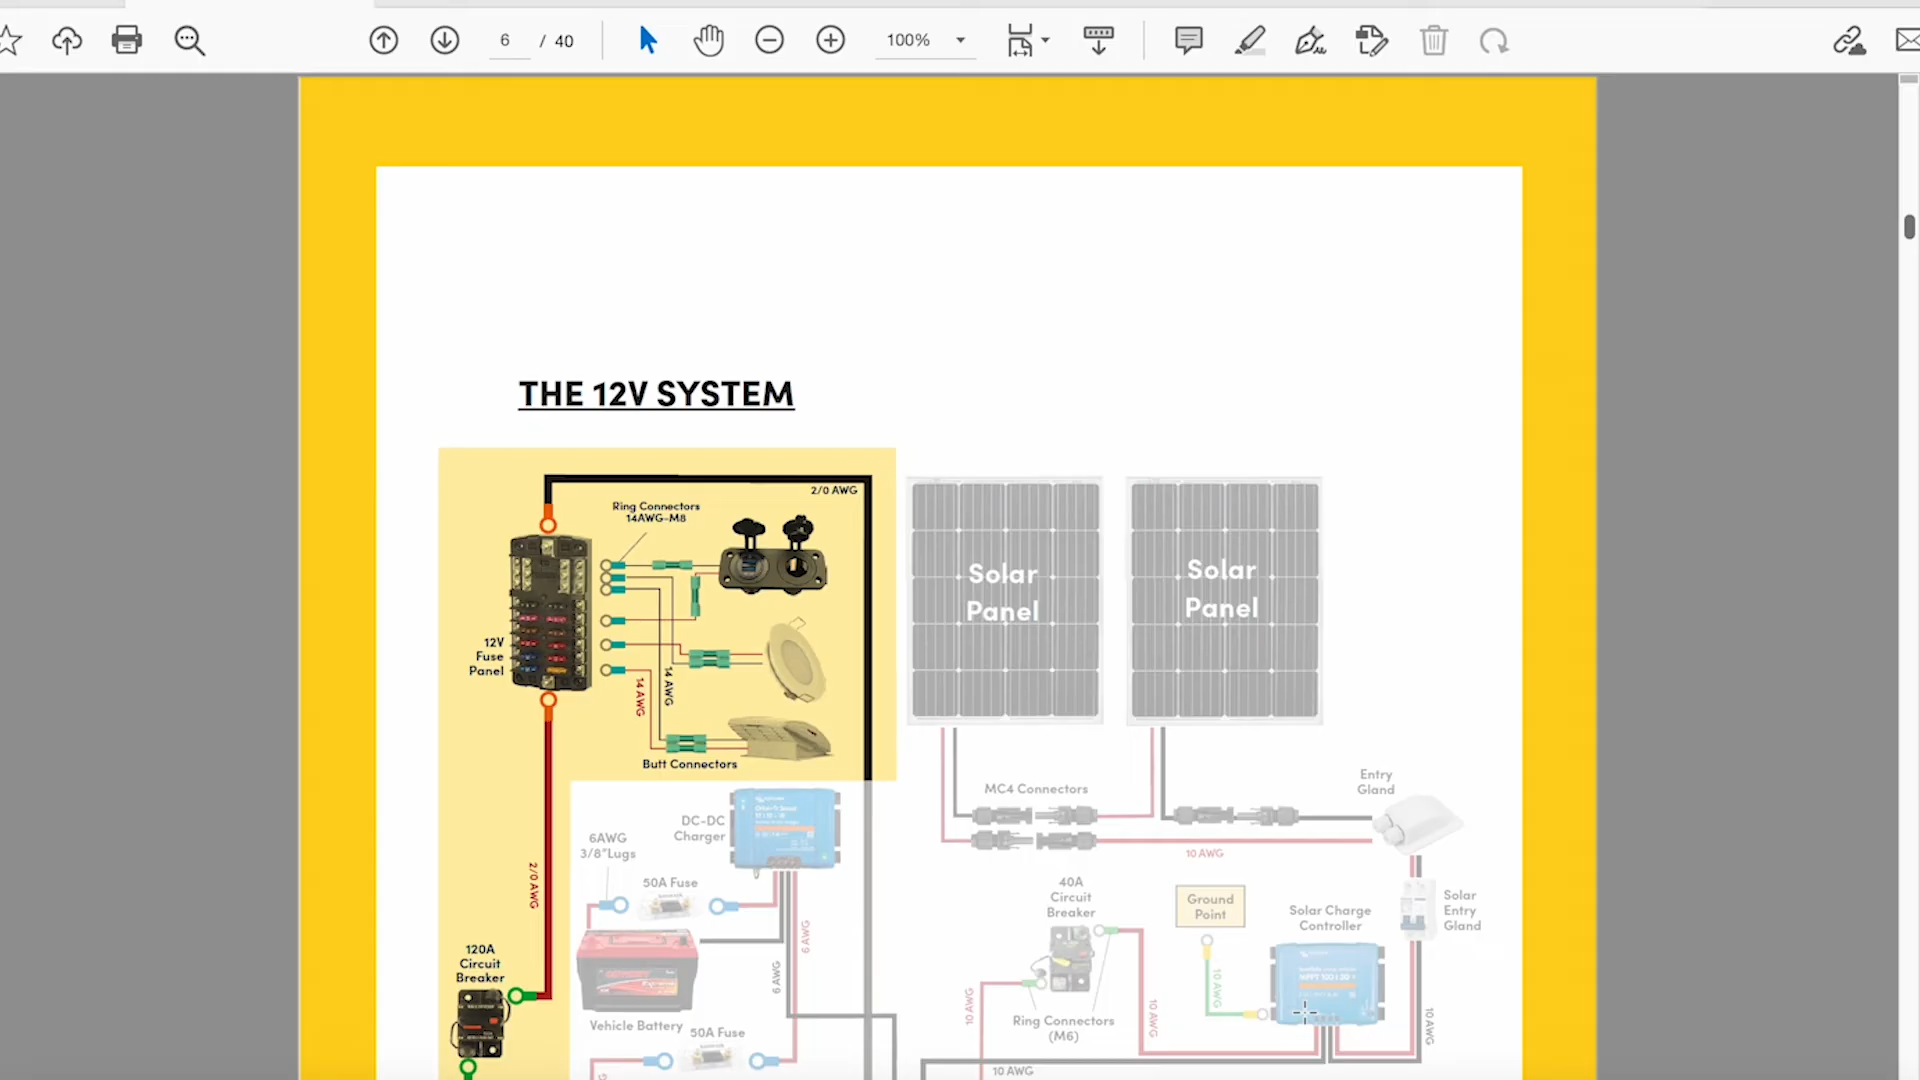 6 / 40
100%
THE 12V SYSTEM
2/0 AWG
Ring Connectors
14AWG-M8
12V
Fuse
Panel
14 AWG
14 AWG
Butt Connectors
Solar
Panel
Solar
Panel
MC4 Connectors
Entry
Gland
10 AWG
DC-DC
Charger
6AWG
3/8"Lugs
50A Fuse
2/0 AWG
6 AWG
6 AWG
Vehicle Battery
50A Fuse
120A
Circuit
Breaker
40A
Circuit
Breaker
Ground
Point
Solar Charge
Controller
Solar
Entry
Gland
10 AWG
10 AWG
10 AWG
10 AWG
Ring Connectors
(M6)
10 AWG